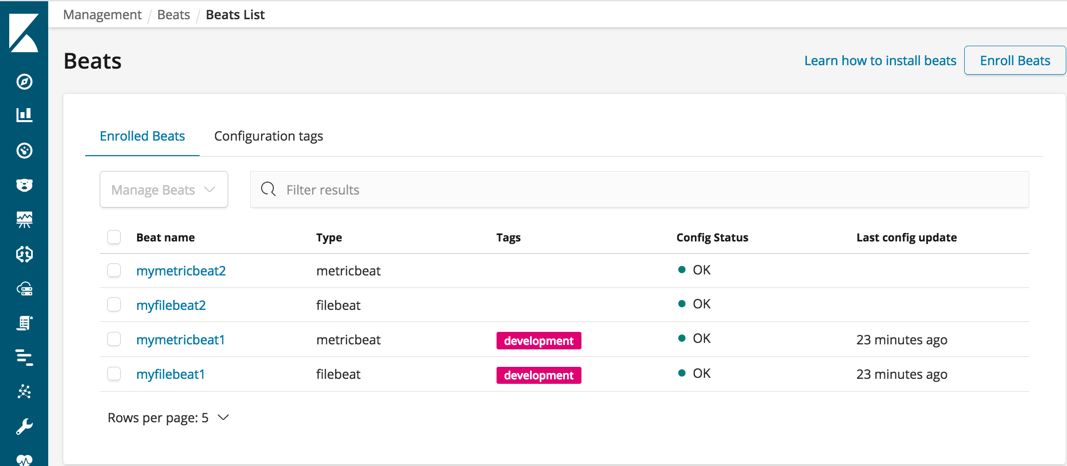 Management / Beats / Beats List
Beats
Learn how to install beats
Enroll Beats
Enrolled Beats
Configuration tags
Manage Beats
Filter results
Beat name Type Tags Config Status Last config update
mymetricbeat2 metricbeat OK
myfilebeat2 filebeat OK
mymetricbeat1 metricbeat development OK 23 minutes ago
myfilebeat1 filebeat development OK 23 minutes ago
Rows per page: 5